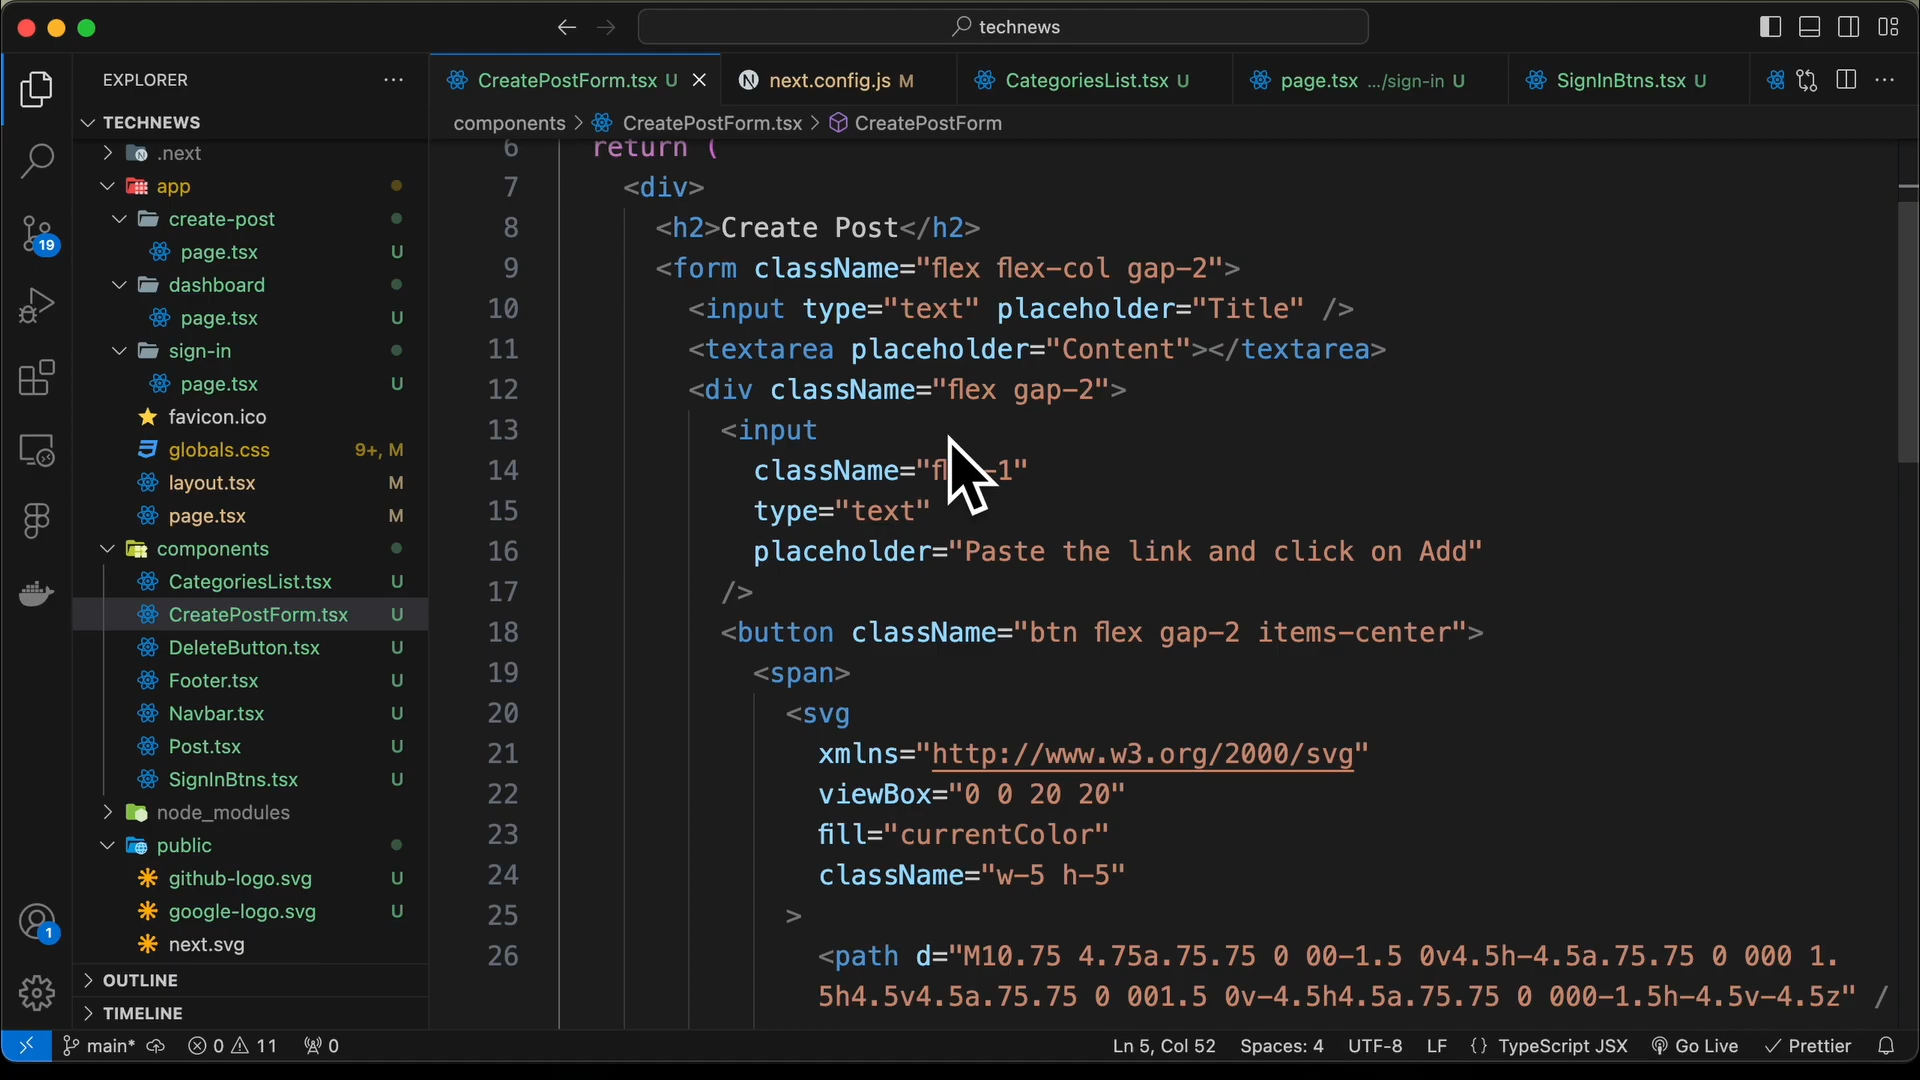 technews
EXPLORER
CreatePostForm.tsx U
next.config.js M
CategoriesList.tsx U
page.tsx .../sign-in U
SignInBtns.tsx U
TECHNEWS
components > CreatePostForm.tsx > CreatePostForm
.next
app
create-post
page.tsx U
dashboard
page.tsx U
sign-in
page.tsx U
favicon.ico
globals.css 9+, M
layout.tsx M
page.tsx M
components
CategoriesList.tsx U
CreatePostForm.tsx U
DeleteButton.tsx U
Footer.tsx U
Navbar.tsx U
Post.tsx U
SignInBtns.tsx U
node_modules
public
github-logo.svg U
google-logo.svg U
next.svg
OUTLINE
TIMELINE
19
1
6 return (
7 <div>
8 <h2>Create Post</h2>
9 <form className="flex flex-col gap-2">
10 <input type="text" placeholder="Title" />
11 <textarea placeholder="Content"></textarea>
12 <div className="flex gap-2">
13 <input
14 className="fl -1"
15 type="text"
16 placeholder="Paste the link and click on Add"
17 />
18 <button className="btn flex gap-2 items-center">
19 <span>
20 <svg
21 xmlns="http://www.w3.org/2000/svg"
22 viewBox="0 0 20 20"
23 fill="currentColor"
24 className="w-5 h-5"
25 >
26 <path d="M10.75 4.75a.75.75 0 00-1.5 0v4.5h-4.5a.75.75 0 000 1.
5h4.5v4.5a.75.75 0 001.5 0v-4.5h4.5a.75.75 0 000-1.5h-4.5v-4.5z" /
main* 0 11 0
Ln 5, Col 52 Spaces: 4 UTF-8 LF {} TypeScript JSX Go Live Prettier